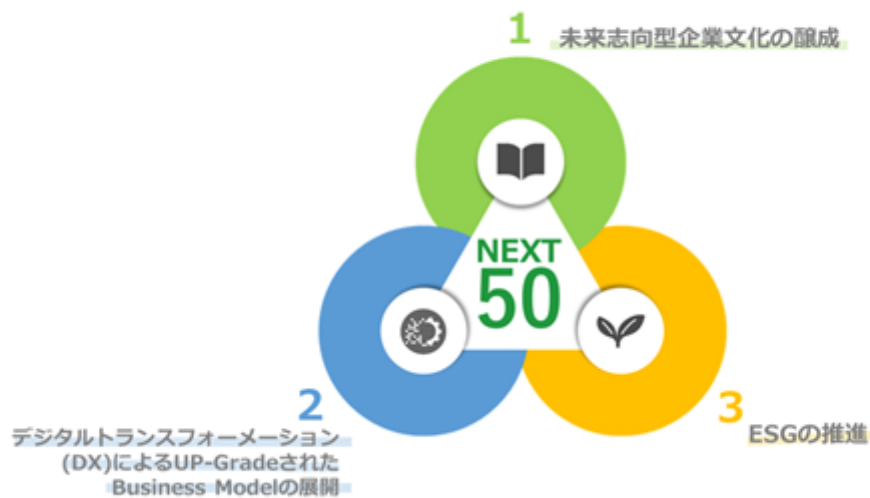 1
未来志向型企業文化の醸成
NEXT
50
2
デジタルトランスフォーメーション
(DX)によるUP-Gradeされた
Business Modelの展開
3
ESGの推進